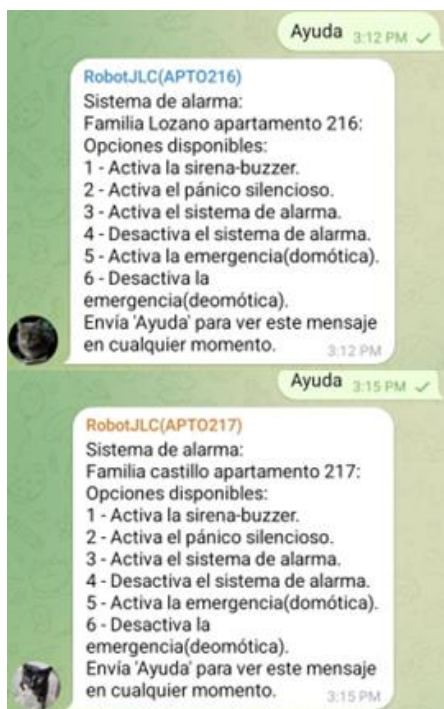 Ayuda 3:12 PM
RobotJLC(APTO216)
Sistema de alarma:
Familia Lozano apartamento 216:
Opciones disponibles:
1 - Activa la sirena-buzzer.
2 - Activa el pánico silencioso.
3 - Activa el sistema de alarma.
4 - Desactiva el sistema de alarma.
5 - Activa la emergencia(domótica).
6 - Desactiva la
emergencia(deomótica).
Envía 'Ayuda' para ver este mensaje
en cualquier momento. 3:12 PM
Ayuda 3:15 PM
RobotJLC(APTO217)
Sistema de alarma:
Familia castillo apartamento 217:
Opciones disponibles:
1 - Activa la sirena-buzzer.
2 - Activa el pánico silencioso.
3 - Activa el sistema de alarma.
4 - Desactiva el sistema de alarma.
5 - Activa la emergencia(domótica).
6 - Desactiva la
emergencia(deomótica).
Envía 'Ayuda' para ver este mensaje
en cualquier momento. 3:15 PM